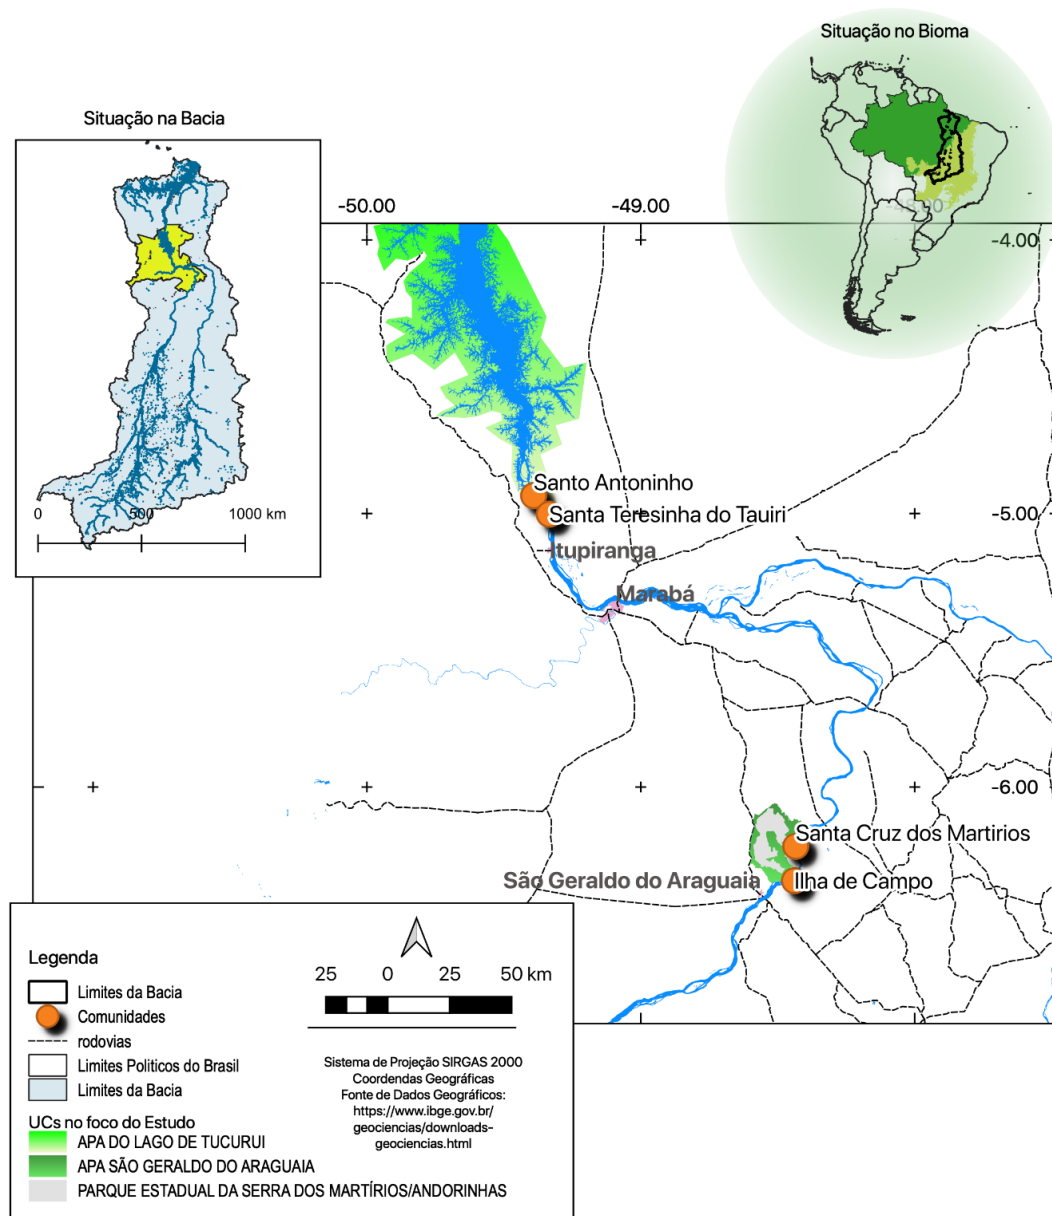 Situação no Bioma
Situação na Bacia
-50.00
-49.00
-48.00
-4.00
0
500
1000 km
Santo Antoninho
Santa Teresinha do Tauiri
-5.00
Itupiranga
Marabá
-6.00
Santa Cruz dos Martirios
São Geraldo do Araguaia
Ilha de Campo
Legenda
Limites da Bacia
Comunidades
rodovias
Limites Politicos do Brasil
Limites da Bacia
UCs no foco do Estudo
APA DO LAGO DE TUCURUI
APA SÃO GERALDO DO ARAGUAIA
PARQUE ESTADUAL DA SERRA DOS MARTÍRIOS/ANDORINHAS
25 0 25 50 km
Sistema de Projeção SIRGAS 2000
Coordendas Geográficas
Fonte de Dados Geográficos:
https://www.ibge.gov.br/
geociencias/downloads-
geociencias.html